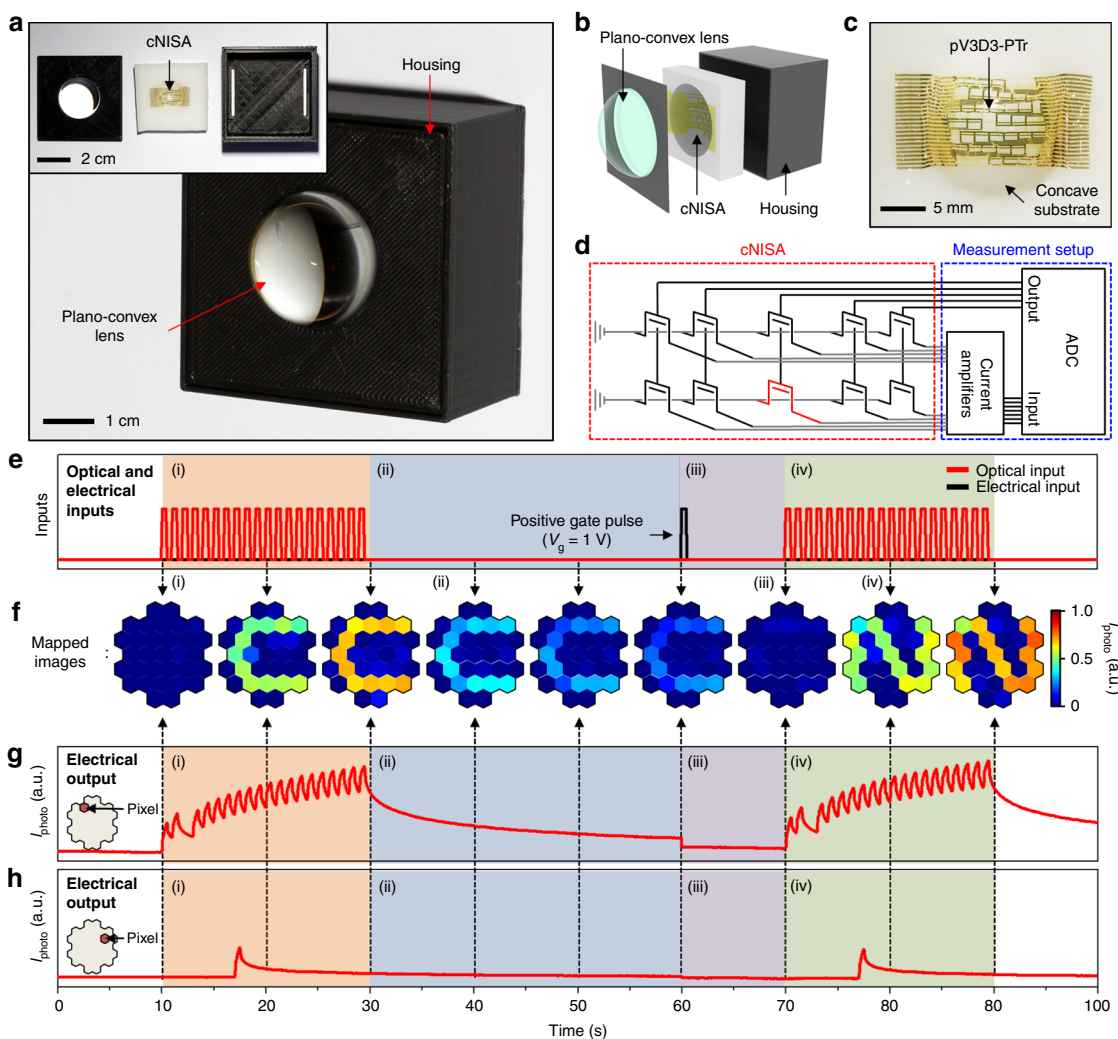 a
cNISA
2 cm
Housing
Plano-convex
lens
1 cm
b
Plano-convex lens
cNISA
Housing
c
pV3D3-PTr
Concave
substrate
5 mm
d
cNISA
Measurement setup
Output
ADC
Current
amplifiers
Input
e
Inputs
Optical and
electrical
inputs
(i)
(ii)
(iii)
(iv)
Optical input
Electrical input
Positive gate pulse
(Vg = 1 V)
(i)
(ii)
(iii)
(iv)
f
Mapped
images
:
1.0
0.5
0
Iphoto (a.u.)
g
Iphoto (a.u.)
Electrical
output
Pixel
(i)
(ii)
(iii)
(iv)
h
Iphoto (a.u.)
Electrical
output
Pixel
(i)
(ii)
(iii)
(iv)
0 10 20 30 40 50 60 70 80 90 100
Time (s)